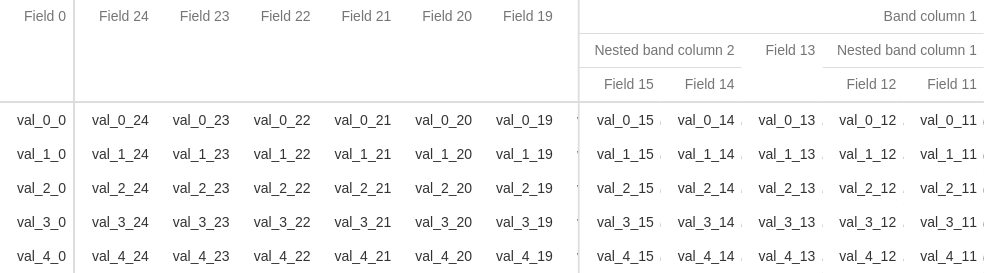 Field 0 Field 24 Field 23 Field 22 Field 21 Field 20 Field 19 Band column 1
Nested band column 2 Field 13 Nested band column 1
Field 15 Field 14 Field 12 Field 11
val_0_0 val_0_24 val_0_23 val_0_22 val_0_21 val_0_20 val_0_19 val_0_15 val_0_14 val_0_13 val_0_12 val_0_11
val_1_0 val_1_24 val_1_23 val_1_22 val_1_21 val_1_20 val_1_19 val_1_15 val_1_14 val_1_13 val_1_12 val_1_11
val_2_0 val_2_24 val_2_23 val_2_22 val_2_21 val_2_20 val_2_19 val_2_15 val_2_14 val_2_13 val_2_12 val_2_11
val_3_0 val_3_24 val_3_23 val_3_22 val_3_21 val_3_20 val_3_19 val_3_15 val_3_14 val_3_13 val_3_12 val_3_11
val_4_0 val_4_24 val_4_23 val_4_22 val_4_21 val_4_20 val_4_19 val_4_15 val_4_14 val_4_13 val_4_12 val_4_11